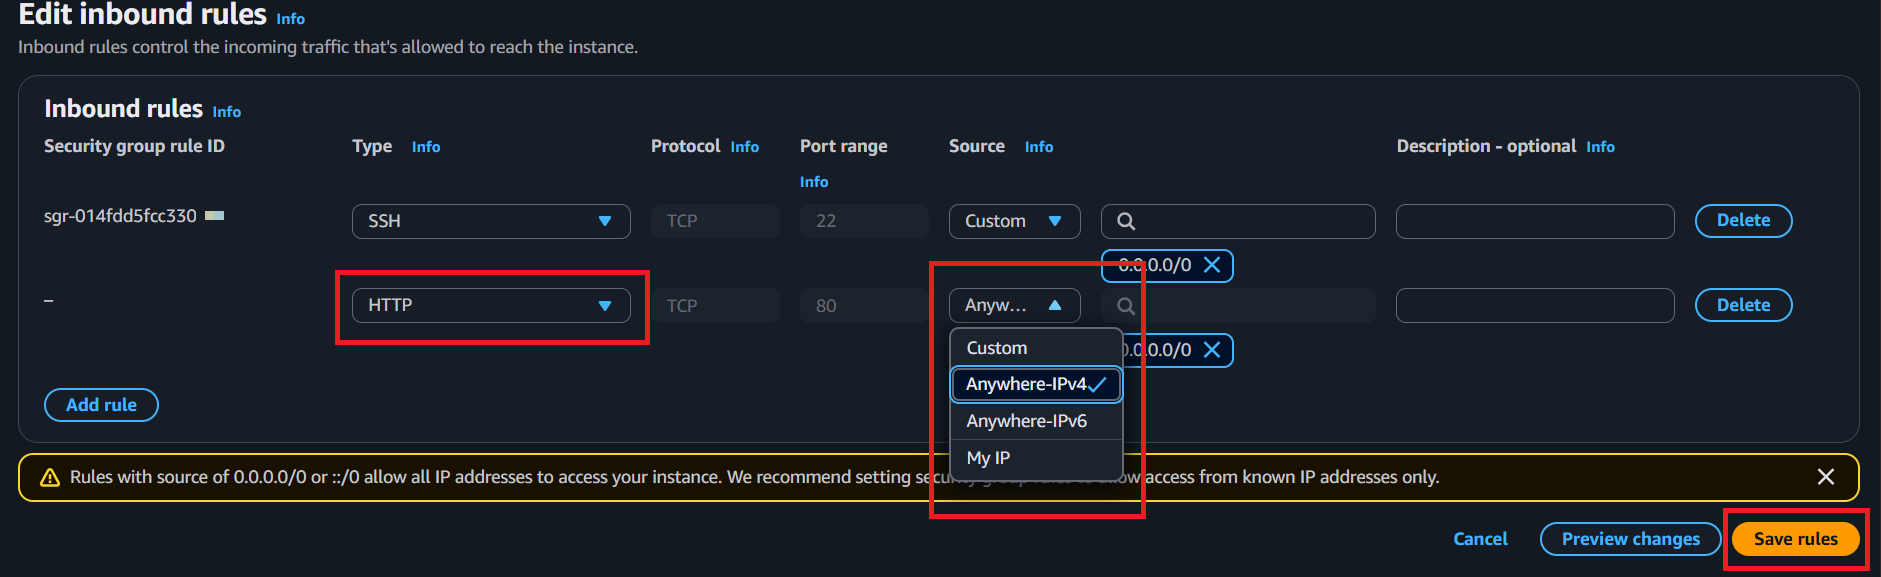 Edit inbound rules Info
Inbound rules control the incoming traffic that's allowed to reach the instance.
Inbound rules Info
Security group rule ID
Type Info
Protocol Info
Port range
Info
Source Info
Description - optional Info
sgr-014fdd5fcc330
SSH
TCP
22
Custom
Delete
0.0.0.0/0
–
HTTP
TCP
80
Anyw...
Delete
0.0.0.0/0
Custom
Anywhere-IPv4
Anywhere-IPv6
My IP
Add rule
Rules with source of 0.0.0.0/0 or ::/0 allow all IP addresses to access your instance. We recommend setting access from known IP addresses only.
Cancel
Preview changes
Save rules